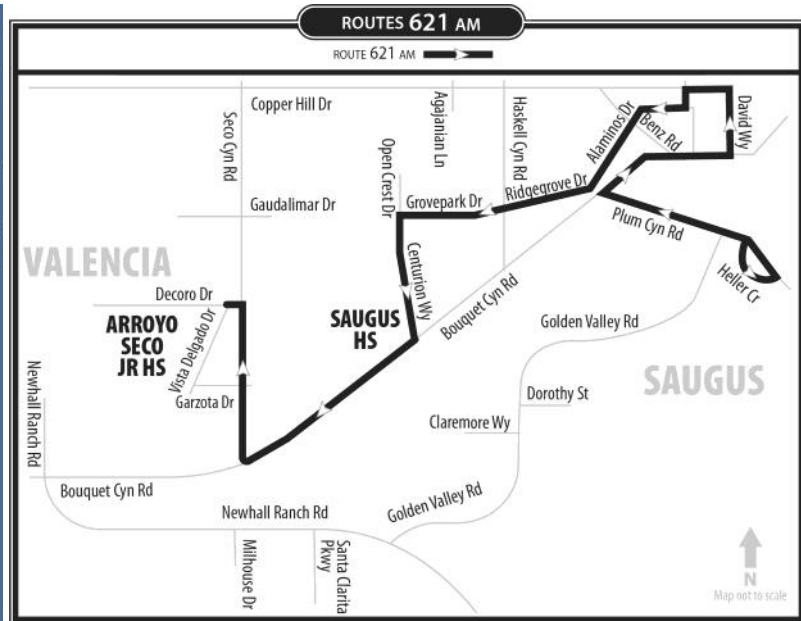 ROUTES 621 AM
ROUTE 621 AM
Copper Hill Dr
Seco Cyn Rd
Agajanian Ln
Haskell Cyn Rd
Alaminos Dr
Benz Rd
David Wy
Open Crest Dr
Gaudalimar Dr
Grovepark Dr
Ridgegrove Dr
Plum Cyn Rd
Heller Cr
VALENCIA
Centurion Wy
Bouquet Cyn Rd
Decoro Dr
ARROYO
SECO
JR HS
Vista Delgado Dr
SAUGUS
HS
Golden Valley Rd
SAUGUS
Newhall Ranch Rd
Garzota Dr
Dorothy St
Claremore Wy
Bouquet Cyn Rd
Newhall Ranch Rd
Golden Valley Rd
Milhouse Dr
Santa Clarita
Pkwy
N
Map not to scale